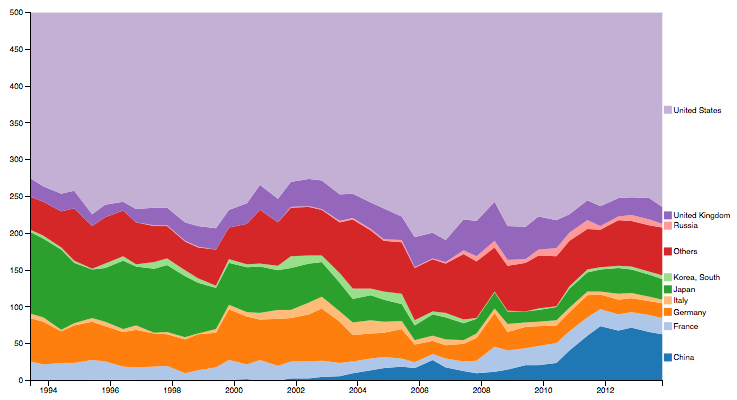 500
450
400
350
300
250
200
150
100
50
0
1994 1996 1998 2000 2002 2004 2006 2008 2010 2012
United States
United Kingdom
Russia
Others
Korea, South
Japan
Italy
Germany
France
China